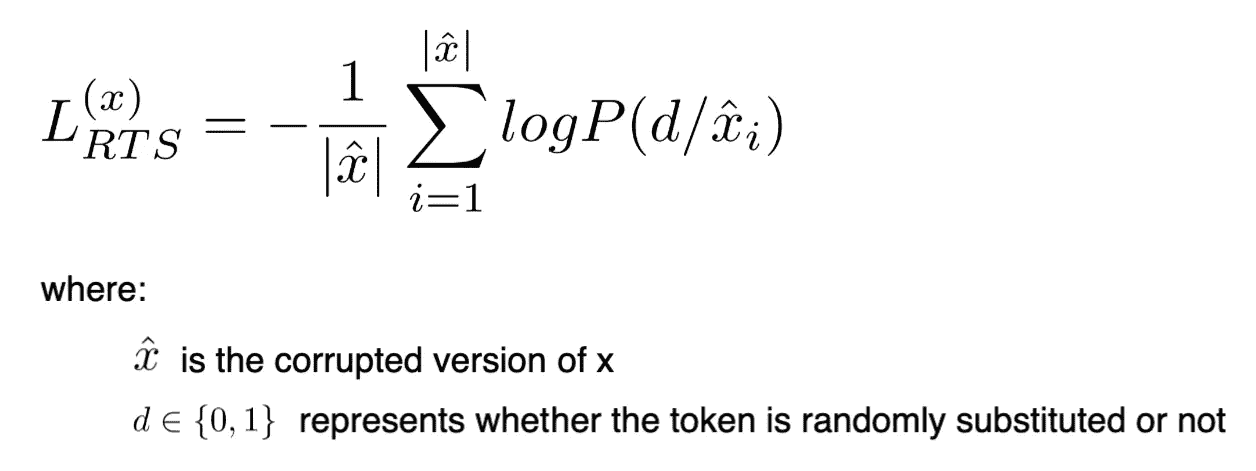 L_{RTS}^{(x)} = -\frac{1}{|\hat{x}|} \sum_{i=1}^{|\hat{x}|} logP(d/\hat{x}_i)
where:
\hat{x} is the corrupted version of x
d ∈ {0, 1} represents whether the token is randomly substituted or not